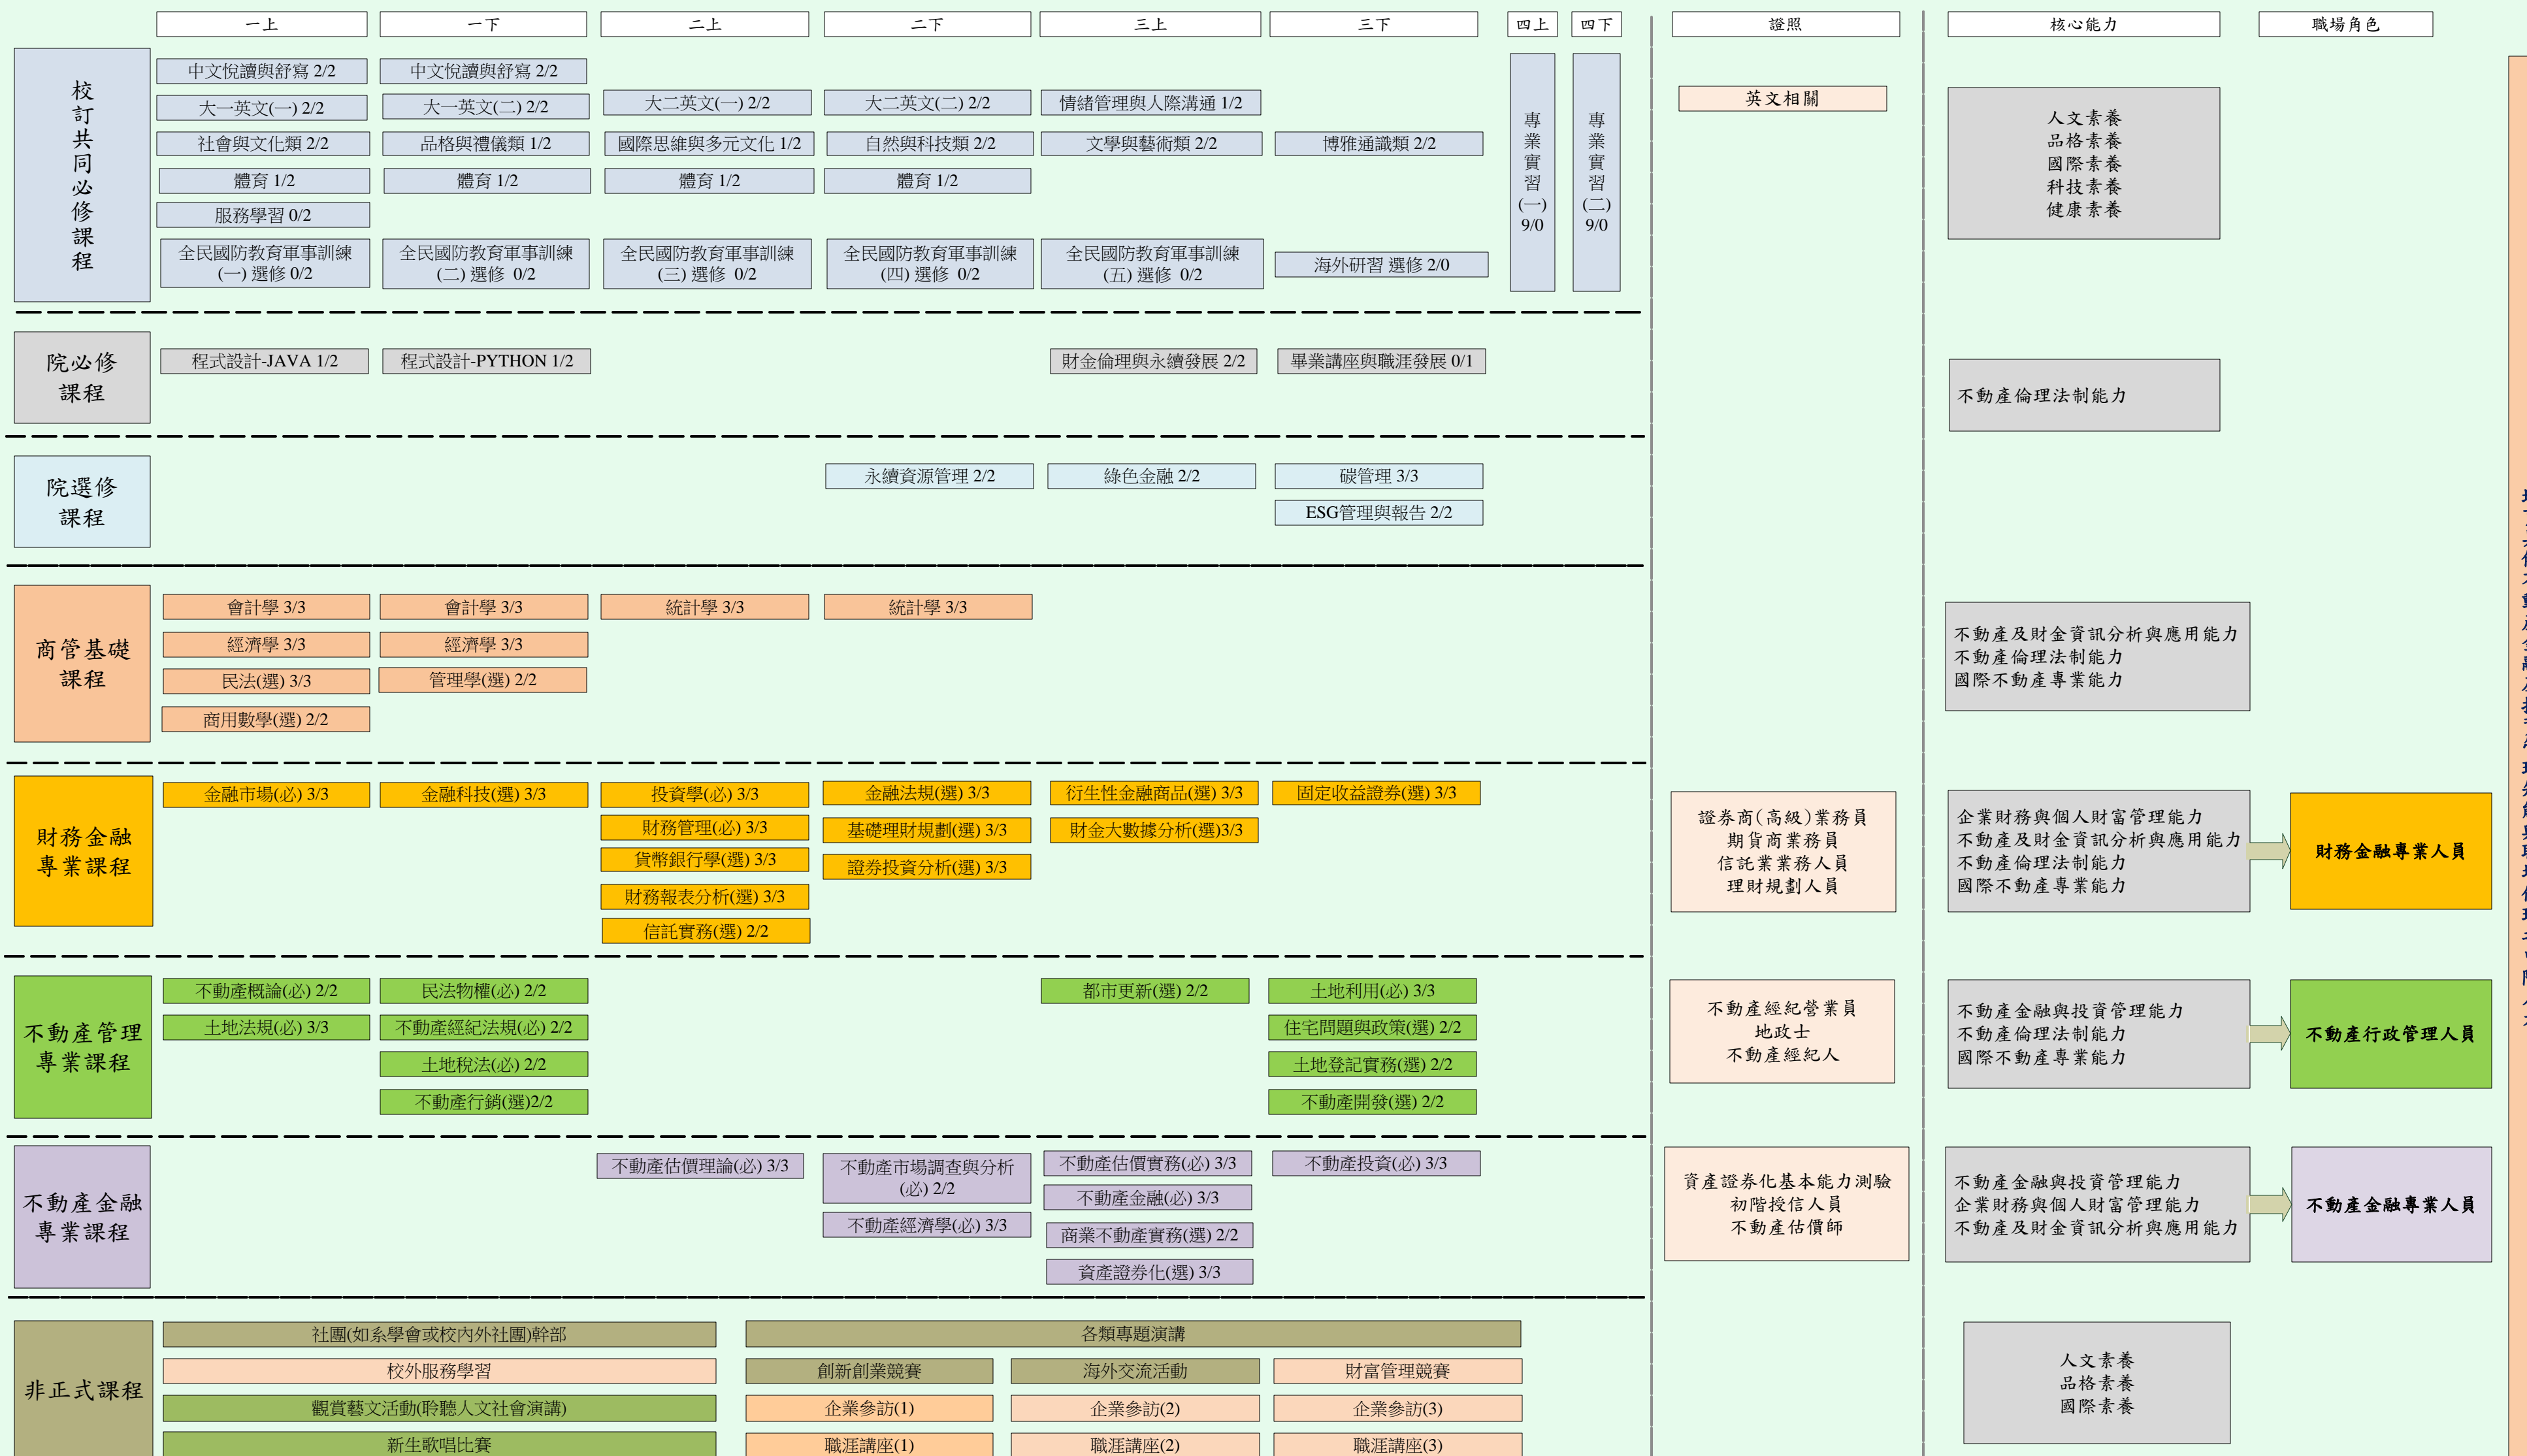 一上
一下
二上
二下
三上
三下
四上
四下
證照
核心能力
職場角色
校訂共同必修課程
中文悅讀與舒寫 2/2
中文悅讀與舒寫 2/2
大一英文(一) 2/2
大一英文(二) 2/2
大二英文(一) 2/2
大二英文(二) 2/2
情緒管理與人際溝通 1/2
社會與文化類 2/2
品格與禮儀類 1/2
國際思維與多元文化 1/2
自然與科技類 2/2
文學與藝術類 2/2
博雅通識類 2/2
體育 1/2
體育 1/2
體育 1/2
體育 1/2
服務學習 0/2
全民國防教育軍事訓練
(一) 選修 0/2
全民國防教育軍事訓練
(二) 選修 0/2
全民國防教育軍事訓練
(三) 選修 0/2
全民國防教育軍事訓練
(四) 選修 0/2
全民國防教育軍事訓練
(五) 選修 0/2
海外研習 選修 2/0
專業實習(一) 9/0
專業實習(二) 9/0
英文相關
人文素養
品格素養
國際素養
科技素養
健康素養
院必修
課程
程式設計-JAVA 1/2
程式設計-PYTHON 1/2
財金倫理與永續發展 2/2
畢業講座與職涯發展 0/1
不動產倫理法制能力
院選修
課程
永續資源管理 2/2
綠色金融 2/2
碳管理 3/3
ESG管理與報告 2/2
商管基礎
課程
會計學 3/3
會計學 3/3
統計學 3/3
統計學 3/3
經濟學 3/3
經濟學 3/3
民法(選) 3/3
管理學(選) 2/2
商用數學(選) 2/2
不動產及財金資訊分析與應用能力
不動產倫理法制能力
國際不動產專業能力
財務金融
專業課程
金融市場(必) 3/3
金融科技(選) 3/3
投資學(必) 3/3
金融法規(選) 3/3
衍生性金融商品(選) 3/3
固定收益證券(選) 3/3
財務管理(必) 3/3
基礎理財規劃(選) 3/3
財金大數據分析(選)3/3
貨幣銀行學(選) 3/3
證券投資分析(選) 3/3
財務報表分析(選) 3/3
信託實務(選) 2/2
證券商(高級)業務員
期貨商業務員
信託業業務人員
理財規劃人員
企業財務與個人財富管理能力
不動產及財金資訊分析與應用能力
不動產倫理法制能力
國際不動產專業能力
財務金融專業人員
不動產管理
專業課程
不動產概論(必) 2/2
民法物權(必) 2/2
都市更新(選) 2/2
土地利用(必) 3/3
土地法規(必) 3/3
不動產經紀法規(必) 2/2
住宅問題與政策(選) 2/2
土地稅法(必) 2/2
土地登記實務(選) 2/2
不動產行銷(選)2/2
不動產開發(選) 2/2
不動產經紀營業員
地政士
不動產經紀人
不動產金融與投資管理能力
不動產倫理法制能力
國際不動產專業能力
不動產行政管理人員
不動產金融
專業課程
不動產估價理論(必) 3/3
不動產市場調查與分析
(必) 2/2
不動產估價實務(必) 3/3
不動產投資(必) 3/3
不動產金融(必) 3/3
不動產經濟學(必) 3/3
商業不動產實務(選) 2/2
資產證券化(選) 3/3
資產證券化基本能力測驗
初階授信人員
不動產估價師
不動產金融與投資管理能力
企業財務與個人財富管理能力
不動產及財金資訊分析與應用能力
不動產金融專業人員
非正式課程
社團(如系學會或校內外社團)幹部
各類專題演講
校外服務學習
創新創業競賽
海外交流活動
財富管理競賽
觀賞藝文活動(聆聽人文社會演講)
企業參訪(1)
企業參訪(2)
企業參訪(3)
新生歌唱比賽
職涯講座(1)
職涯講座(2)
職涯講座(3)
人文素養
品格素養
國際素養